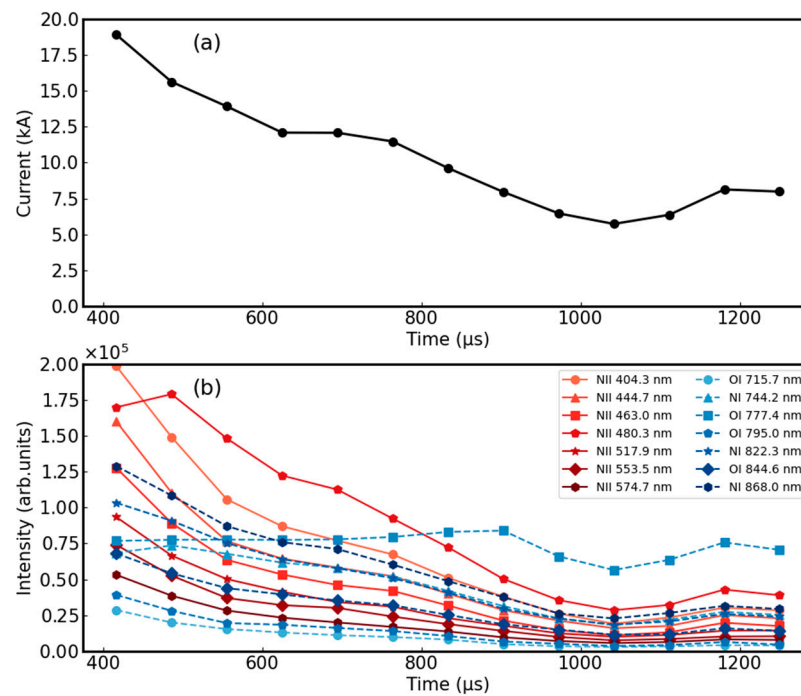 20.0
17.5
15.0
12.5
10.0
7.5
5.0
2.5
0.0
Current (kA)
(a)
400 600 800 1000 1200
Time (μs)
×10⁵
2.00
1.75
1.50
1.25
1.00
0.75
0.50
0.25
0.00
Intensity (arb.units)
(b)
NII 404.3 nm
NII 444.7 nm
NII 463.0 nm
NII 480.3 nm
NII 517.9 nm
NII 553.5 nm
NII 574.7 nm
OI 715.7 nm
NI 744.2 nm
OI 777.4 nm
OI 795.0 nm
NI 822.3 nm
OI 844.6 nm
NI 868.0 nm
400 600 800 1000 1200
Time (μs)